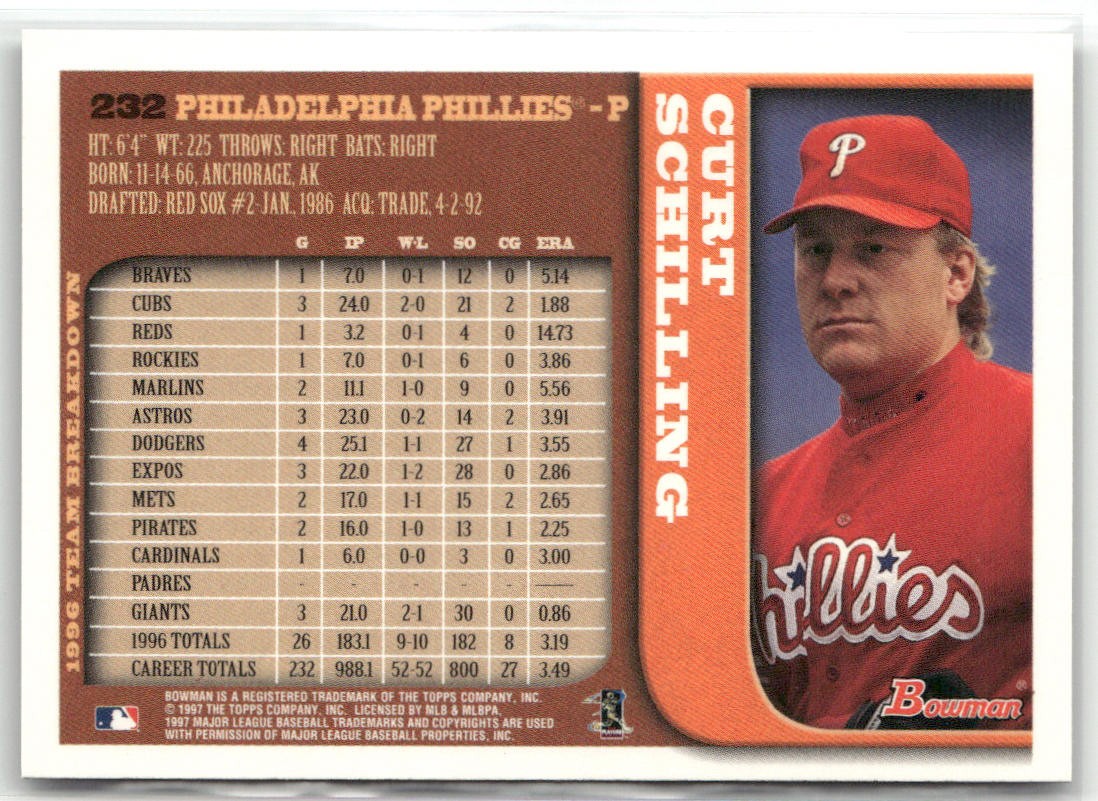 232 PHILADELPHIA PHILLIES® - P
HT: 6'4" WT: 225 THROWS: RIGHT BATS: RIGHT
BORN: 11-14-66, ANCHORAGE, AK
DRAFTED: RED SOX #2-JAN., 1986 ACQ: TRADE, 4-2-92
G IP W-L SO CG ERA
BRAVES 1 7.0 0-1 12 0 5.14
CUBS 3 24.0 2-0 21 2 1.88
REDS 1 3.2 0-1 4 0 14.73
ROCKIES 1 7.0 0-1 6 0 3.86
MARLINS 2 11.1 1-0 9 0 5.56
ASTROS 3 23.0 0-2 14 2 3.91
DODGERS 4 25.1 1-1 27 1 3.55
EXPOS 3 22.0 1-2 28 0 2.86
METS 2 17.0 1-1 15 2 2.65
PIRATES 2 16.0 1-0 13 1 2.25
CARDINALS 1 6.0 0-0 3 0 3.00
PADRES - - - - - —
GIANTS 3 21.0 2-1 30 0 0.86
1996 TOTALS 26 183.1 9-10 182 8 3.19
CAREER TOTALS 232 988.1 52-52 800 27 3.49
1996 TEAM BREAKDOWN
BOWMAN IS A REGISTERED TRADEMARK OF THE TOPPS COMPANY, INC.
© 1997 THE TOPPS COMPANY, INC. LICENSED BY MLB & MLBPA,
1997 MAJOR LEAGUE BASEBALL TRADEMARKS AND COPYRIGHTS ARE USED
WITH PERMISSION OF MAJOR LEAGUE BASEBALL PROPERTIES, INC.
PLAYERS
CURT
SCHILLING
P
Phillies
Bowman®